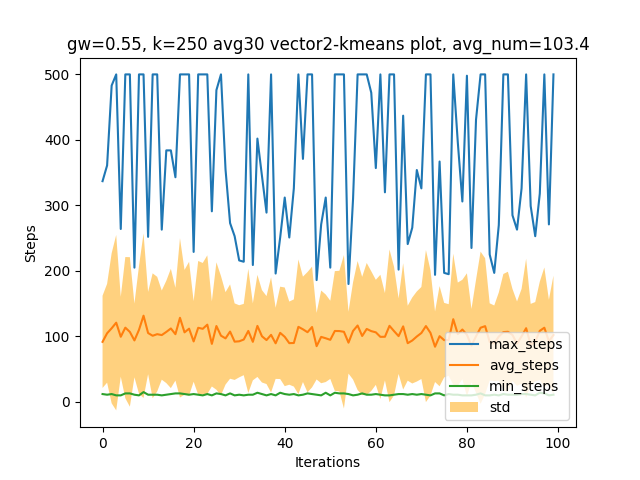 gw=0.55, k=250 avg30 vector2-kmeans plot, avg_num=103.4
500
400
300
200
100
0
Steps
0 20 40 60 80 100
Iterations
max_steps
avg_steps
min_steps
std